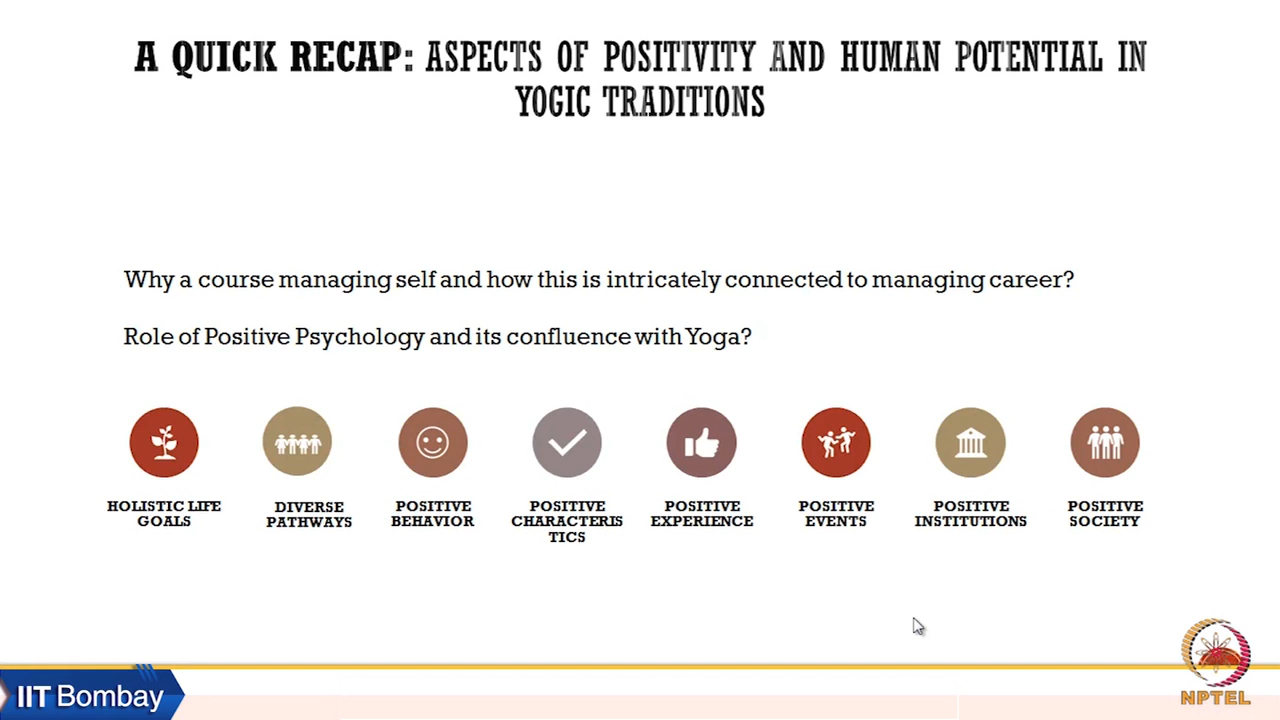 A QUICK RECAP: ASPECTS OF POSITIVITY AND HUMAN POTENTIAL IN
YOGIC TRADITIONS
Why a course managing self and how this is intricately connected to managing career?
Role of Positive Psychology and its confluence with Yoga?
HOLISTIC LIFE
GOALS
DIVERSE
PATHWAYS
POSITIVE
BEHAVIOR
POSITIVE
CHARACTERIS
TICS
POSITIVE
EXPERIENCE
POSITIVE
EVENTS
POSITIVE
INSTITUTIONS
POSITIVE
SOCIETY
IIT Bombay
NPTEL